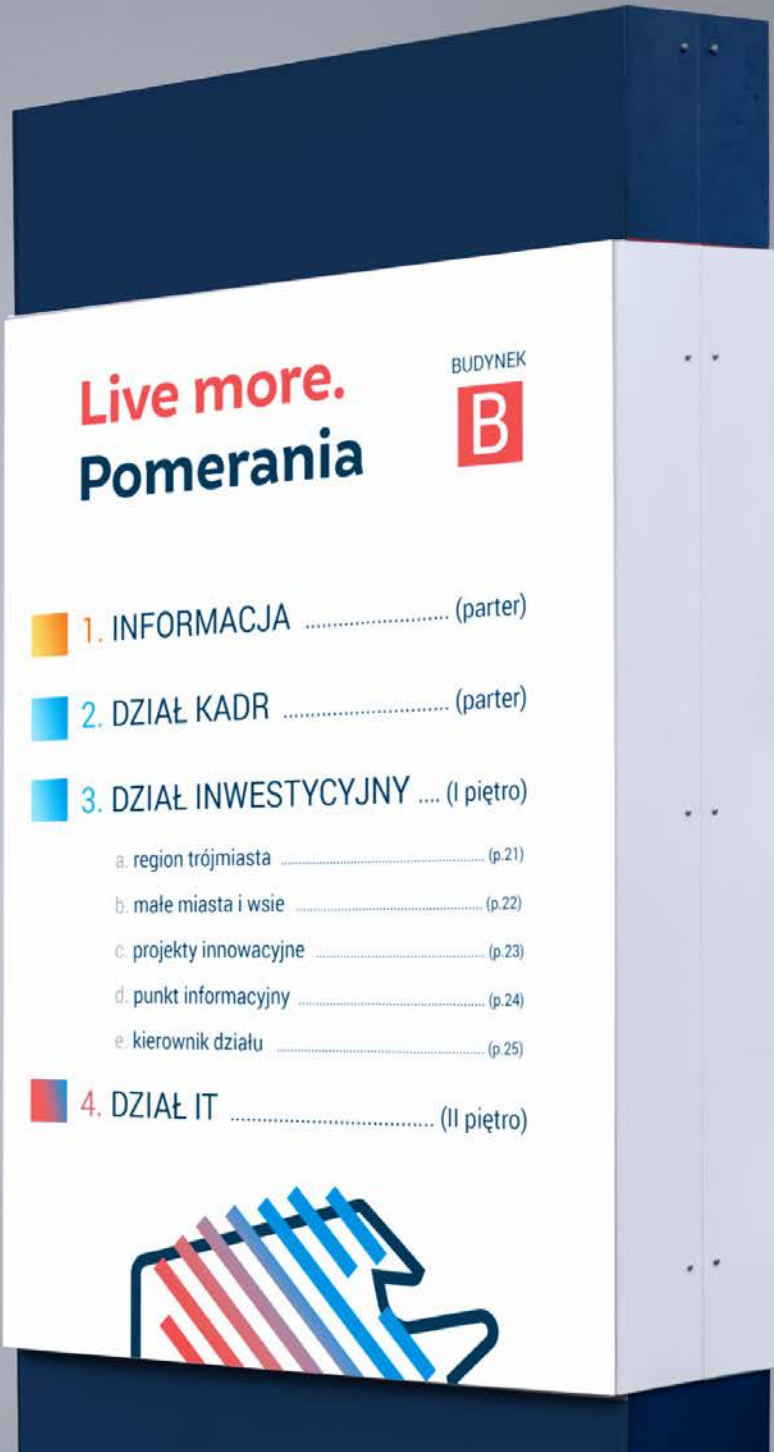 Live more.
Pomerania
BUDYNEK
B
1. INFORMACJA ........................ (parter)
2. DZIAŁ KADR ........................... (parter)
3. DZIAŁ INWESTYCYJNY .... (I piętro)
a. region trójmiasta ........................................................ (p.21)
b. małe miasta i wsie .................................................... (p.22)
c. projekty innowacyjne ............................................... (p.23)
d. punkt informacyjny ................................................... (p.24)
e. kierownik działu ......................................................... (p.25)
4. DZIAŁ IT .................................. (II piętro)